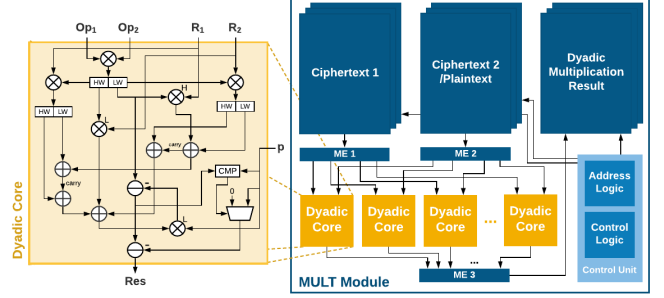 Op1 Op2 R1 R2
H
HW LW
HW LW
HW LW
L
carry
p
carry
CMP
0
L
-
-
Res
Dyadic Core
Ciphertext 1
Ciphertext 2
/Plaintext
Dyadic
Multiplication
Result
ME 1
ME 2
Dyadic
Core
Dyadic
Core
Dyadic
Core
...
Dyadic
Core
...
ME 3
MULT Module
Address
Logic
Control
Logic
Control Unit